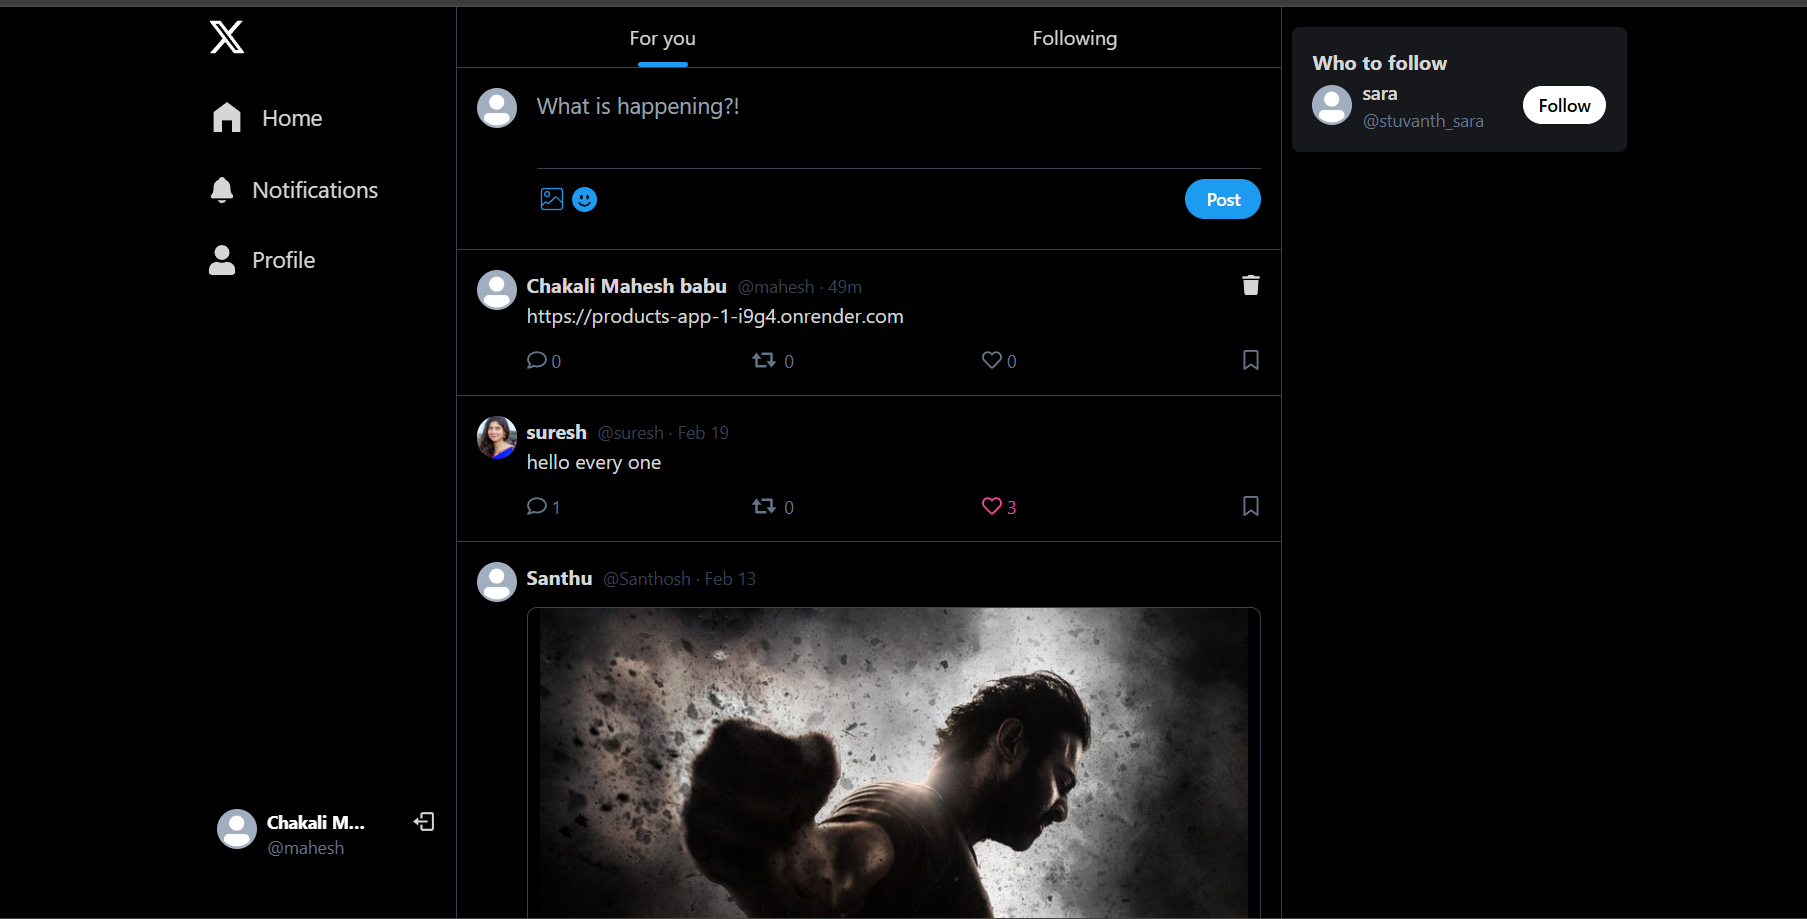 Home
Notifications
Profile
Chakali M...
@mahesh
For you
Following
What is happening?!
Post
Chakali Mahesh babu @mahesh · 49m
https://products-app-1-i9g4.onrender.com
0 0 0
suresh @suresh · Feb 19
hello every one
1 0 3
Santhu @Santhosh · Feb 13
Who to follow
sara
@stuvanth_sara
Follow